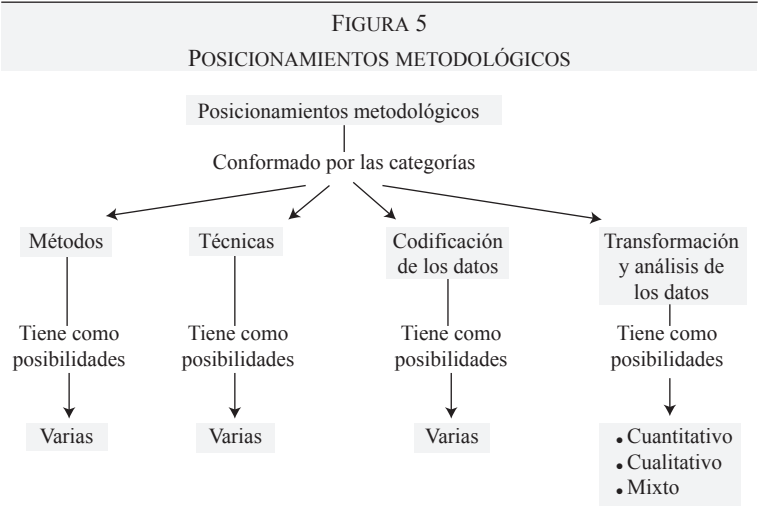 FIGURA 5
POSICIONAMIENTOS METODOLÓGICOS
Posicionamientos metodológicos
Conformado por las categorías
Métodos
Técnicas
Codificación
de los datos
Transformación
y análisis de
los datos
Tiene como
posibilidades
Tiene como
posibilidades
Tiene como
posibilidades
Tiene como
posibilidades
Varias
Varias
Varias
• Cuantitativo
• Cualitativo
• Mixto